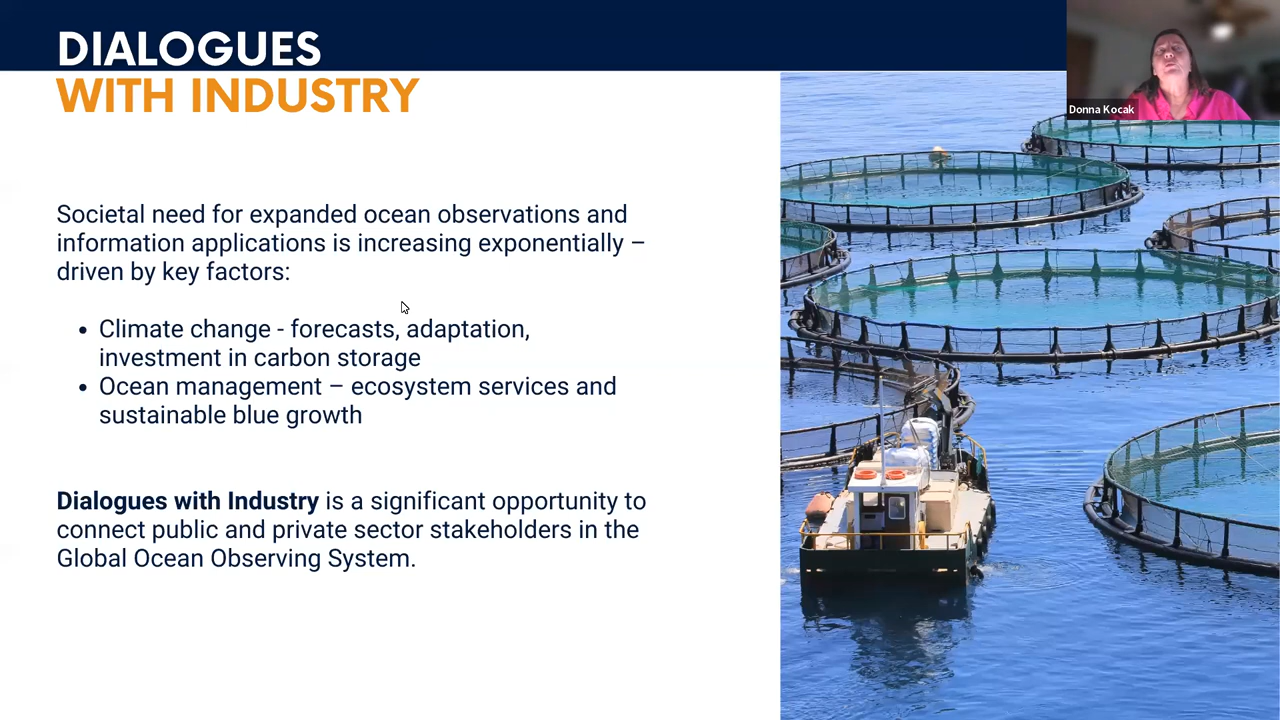 DIALOGUES
WITH INDUSTRY
Donna Kocak
Societal need for expanded ocean observations and
information applications is increasing exponentially –
driven by key factors:
• Climate change - forecasts, adaptation,
investment in carbon storage
• Ocean management – ecosystem services and
sustainable blue growth
Dialogues with Industry is a significant opportunity to
connect public and private sector stakeholders in the
Global Ocean Observing System.